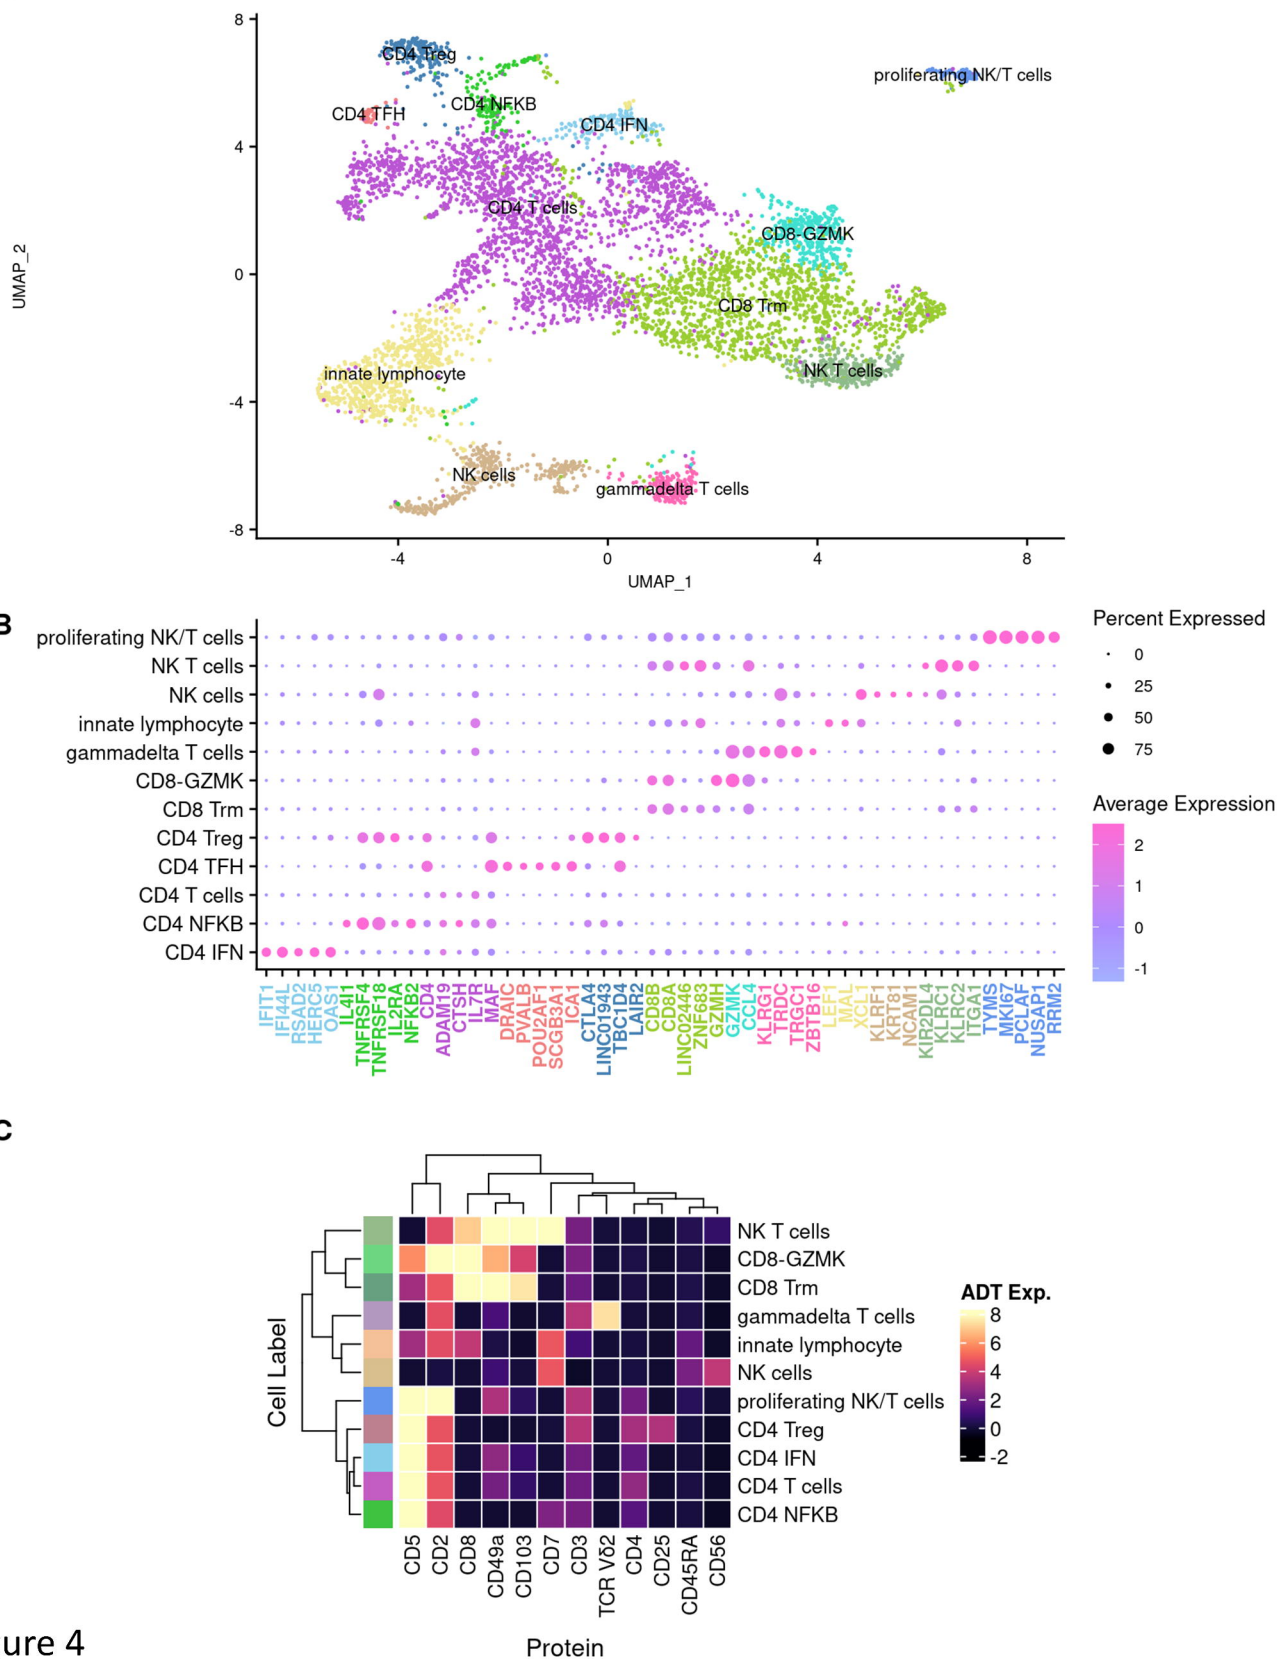 8
4
0
-4
-8
UMAP_2
CD4 Treg
proliferating NK/T cells
CD4 NFKB
CD4 TFH
CD4 IFN
CD4 T cells
CD8-GZMK
CD8 Trm
NK T cells
innate lymphocyte
NK cells
gammadelta T cells
-4 0 4 8
UMAP_1
B
proliferating NK/T cells
NK T cells
NK cells
innate lymphocyte
gammadelta T cells
CD8-GZMK
CD8 Trm
CD4 Treg
CD4 TFH
CD4 T cells
CD4 NFKB
CD4 IFN
IFIT1
IFI44L
RSAD2
HERC5
OAS1
IL4I1
TNFRSF4
TNFRSF18
IL2RA
NFKB2
CD4
ADAM19
CTSH
IL7R
MAF
DRAIC
PVALB
POU2AF1
SCGB3A1
ICA1
CTLA4
LINC01943
TBC1D4
LAIR2
CD8B
CD8A
LINC02446
ZNF683
GZMH
GZMK
CCL4
KLRG1
TRDC
TRGC1
ZBTB16
LEF1
MAL
XCL1
KLRF1
KRT81
NCAM1
KIR2DL4
KLRC1
KLRC2
ITGA1
TYMS
MKI67
PCLAF
NUSAP1
RRM2
Percent Expressed
0
25
50
75
Average Expression
2
1
0
-1
C
Cell Label
NK T cells
CD8-GZMK
CD8 Trm
gammadelta T cells
innate lymphocyte
NK cells
proliferating NK/T cells
CD4 Treg
CD4 IFN
CD4 T cells
CD4 NFKB
CD5
CD2
CD8
CD49a
CD103
CD7
CD3
TCR Vδ2
CD4
CD25
CD45RA
CD56
Protein
ADT Exp.
8
6
4
2
0
-2
ure 4